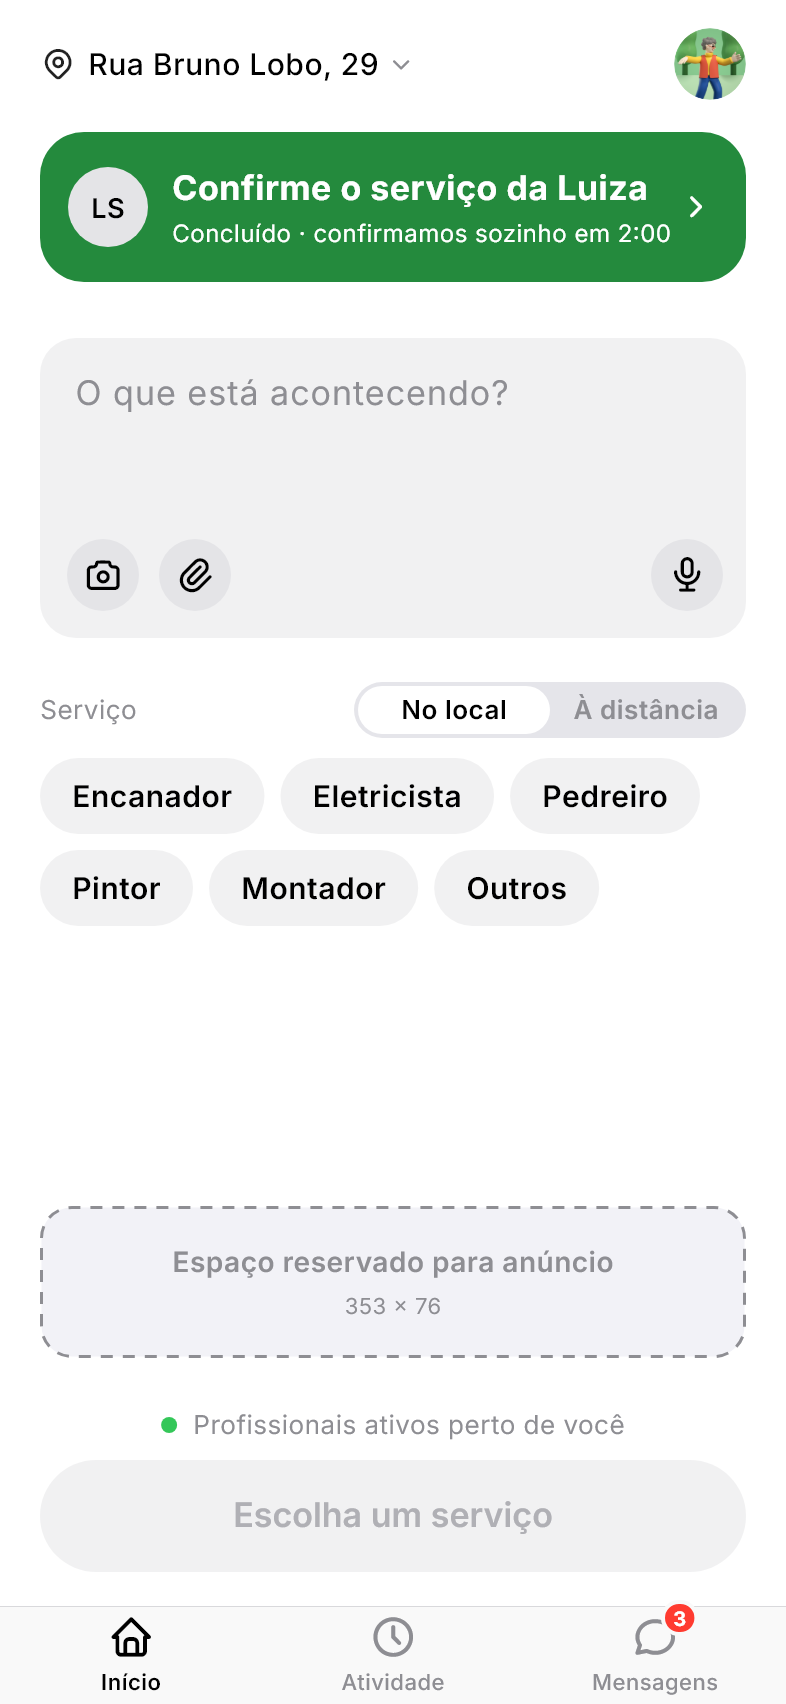 Rua Bruno Lobo, 29
LS
Confirme o serviço da Luiza
Concluído · confirmamos sozinho em 2:00
O que está acontecendo?
Serviço
No local
À distância
Encanador
Eletricista
Pedreiro
Pintor
Montador
Outros
Espaço reservado para anúncio
353 × 76
Profissionais ativos perto de você
Escolha um serviço
3
Início
Atividade
Mensagens